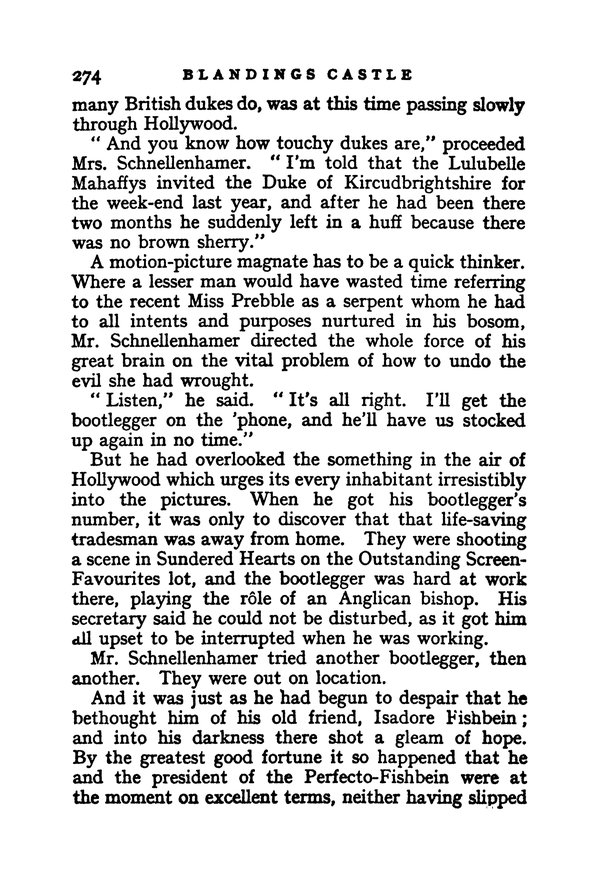 274 BLANDINGS CASTLE
many British dukes do, was at this time passing slowly
through Hollywood.
“ And you know how touchy dukes are,” proceeded
Mrs. Schnellenhamer. “ I’m told that the Lulubelle
Mahaffys invited the Duke of Kircudbrightshire for
the week-end last year, and after he had been there
two months he suddenly left in a huff because there
was no brown sherry.”
A motion-picture magnate has to be a quick thinker.
Where a lesser man would have wasted time referring
to the recent Miss Prebble as a serpent whom he had
to all intents and purposes nurtured in his bosom,
Mr. Schnellenhamer directed the whole force of his
great brain on the vital problem of how to undo the
evil she had wrought.
“ Listen,” he said. “ It’s all right. I’ll get the
bootlegger on the ’phone, and he’ll have us stocked
up again in no time.”
But he had overlooked the something in the air of
Hollywood which urges its every inhabitant irresistibly
into the pictures. When he got his bootlegger’s
number, it was only to discover that that life-saving
tradesman was away from home. They were shooting
a scene in Sundered Hearts on the Outstanding Screen-
Favourites lot, and the bootlegger was hard at work
there, playing the rôle of an Anglican bishop. His
secretary said he could not be disturbed, as it got him
all upset to be interrupted when he was working.
Mr. Schnellenhamer tried another bootlegger, then
another. They were out on location.
And it was just as he had begun to despair that he
bethought him of his old friend, Isadore Fishbein ;
and into his darkness there shot a gleam of hope.
By the greatest good fortune it so happened that he
and the president of the Perfecto-Fishbein were at
the moment on excellent terms, neither having slipped